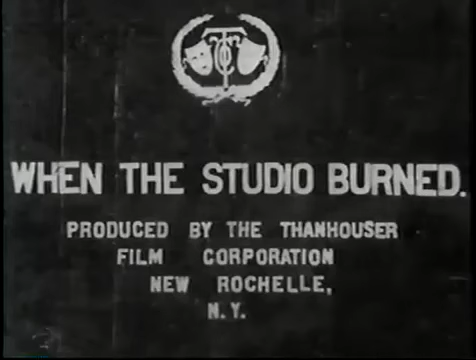 WHEN THE STUDIO BURNED.
PRODUCED BY THE THANHOUSER
FILM CORPORATION
NEW ROCHELLE,
N.Y.